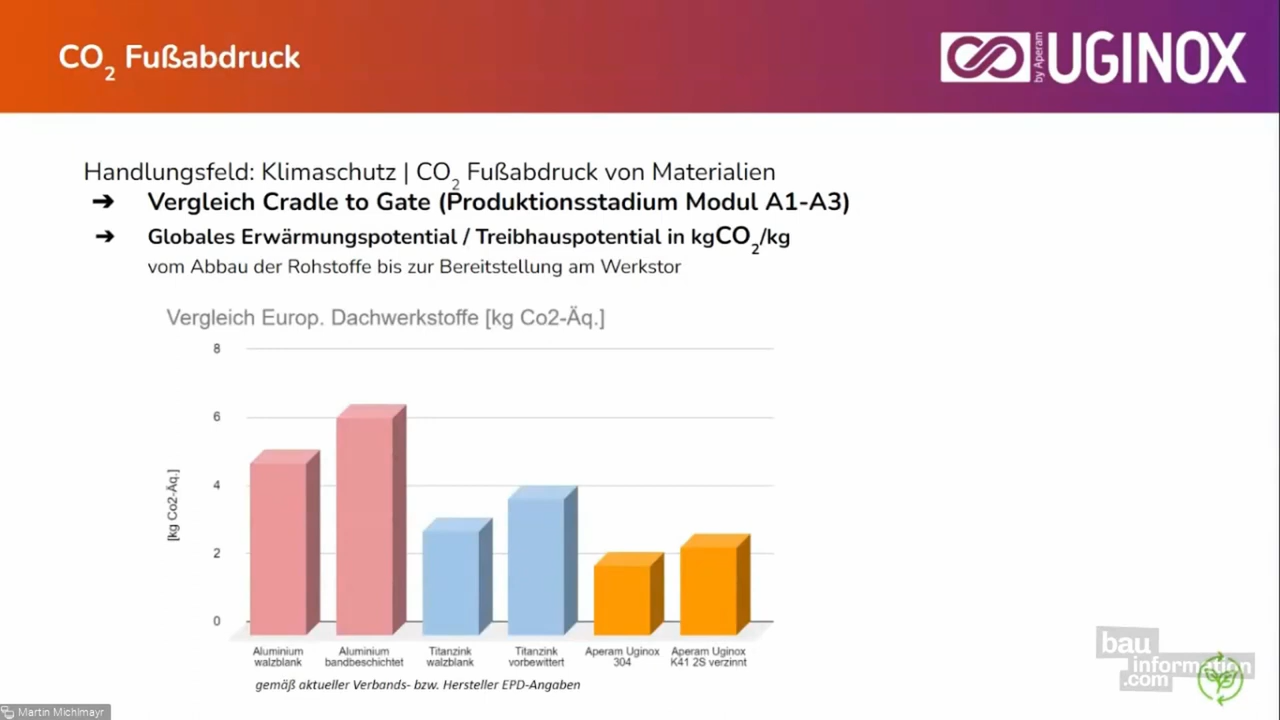 CO2 Fußabdruck
by Aperam
UGINOX
Handlungsfeld: Klimaschutz | CO2 Fußabdruck von Materialien
➔ Vergleich Cradle to Gate (Produktionsstadium Modul A1-A3)
➔ Globales Erwärmungspotential / Treibhauspotential in kgCO2/kg
vom Abbau der Rohstoffe bis zur Bereitstellung am Werkstor
Vergleich Europ. Dachwerkstoffe [kg Co2-Äq.]
8
6
4
2
0
[kg Co2-Äq.]
Aluminium
walzblank
Aluminium
bandbeschichtet
Titanzink
walzblank
Titanzink
vorbewittert
Aperam Uginox
304
Aperam Uginox
K41 2S verzinnt
gemäß aktueller Verbands- bzw. Hersteller EPD-Angaben
bau
information
.com
Martin Michlmayr